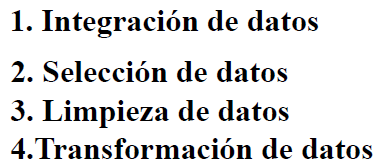 1. Integración de datos
2. Selección de datos
3. Limpieza de datos
4.Transformación de datos